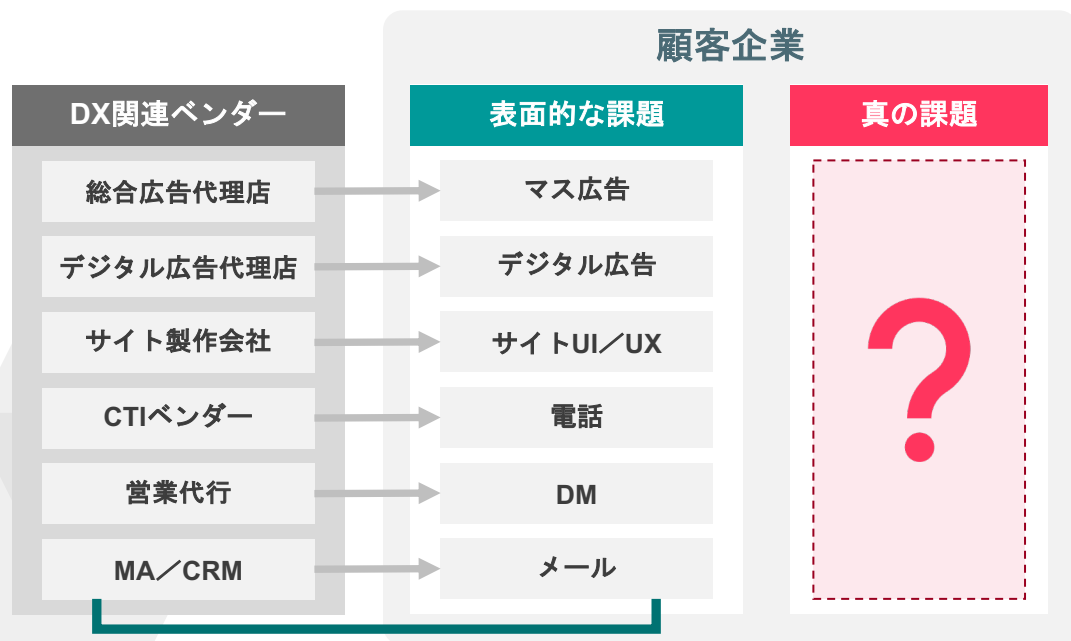 顧客企業
DX関連ベンダー
表面的な課題
真の課題
総合広告代理店
マス広告
デジタル広告代理店
デジタル広告
サイト製作会社
サイトUI／UX
CTIベンダー
電話
営業代行
DM
MA／CRM
メール
?